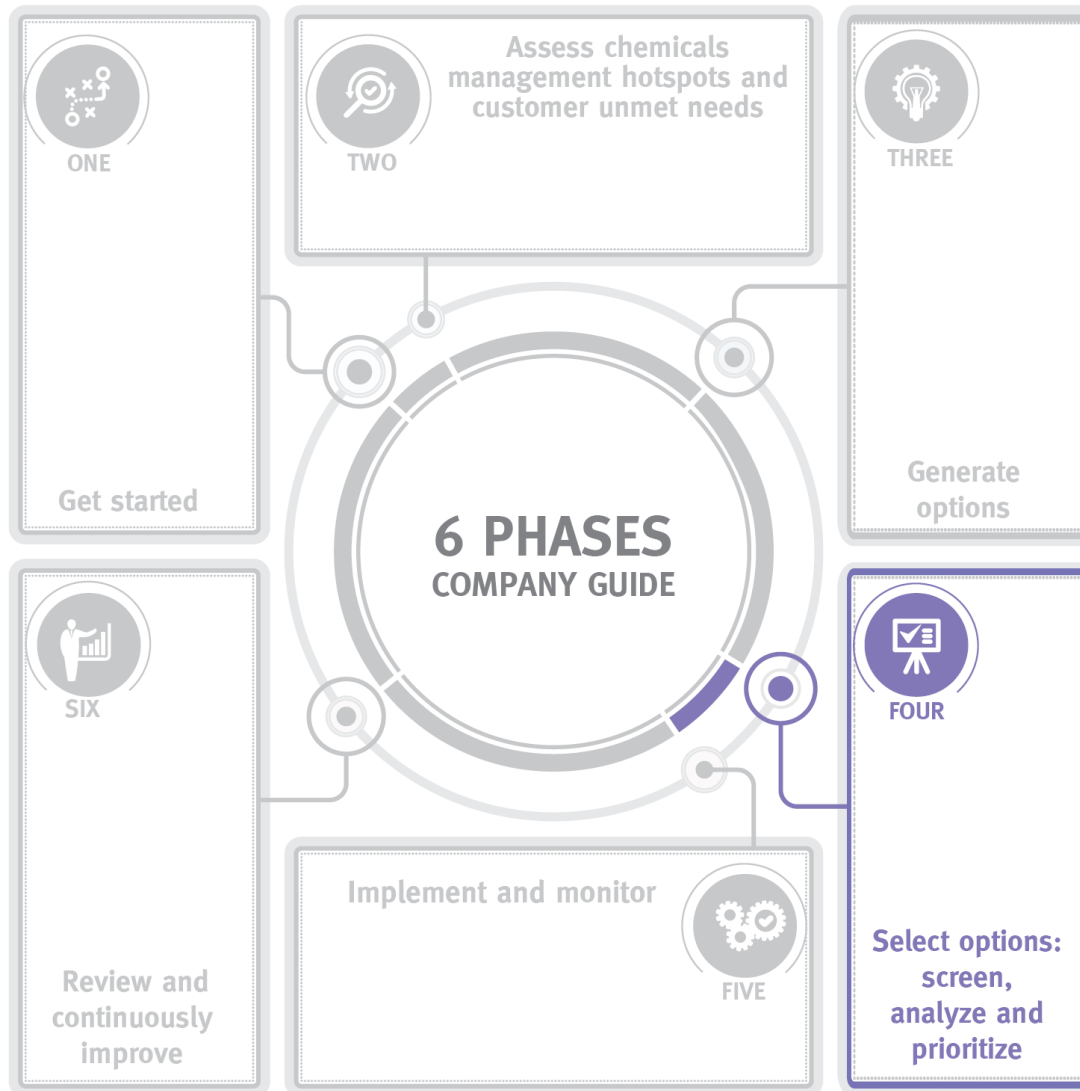 ONE
Get started
TWO
Assess chemicals
management hotspots and
customer unmet needs
THREE
Generate
options
6 PHASES
COMPANY GUIDE
FOUR
Select options:
screen,
analyze and
prioritize
FIVE
Implement and monitor
SIX
Review and
continuously
improve